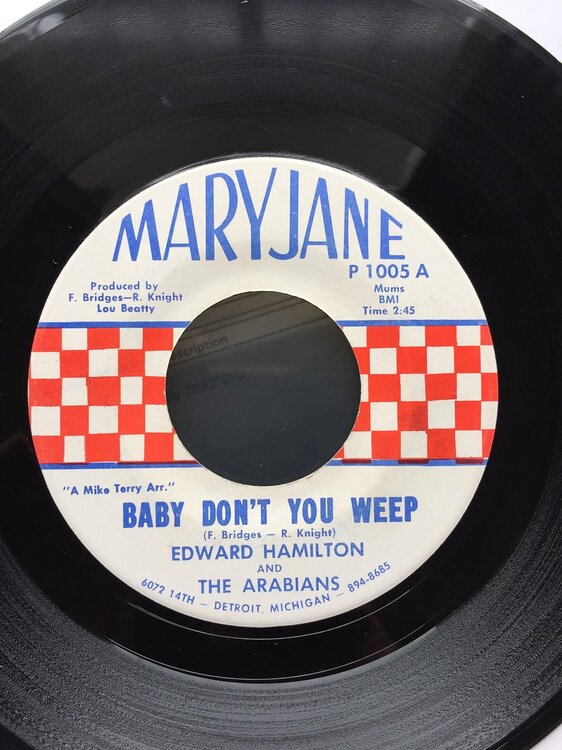 MARYJANE
P 1005 A
Produced by
F. Bridges—R. Knight
Lou Beatty
Mums
BMI
Time 2:45
"A Mike Terry Arr."
BABY DON'T YOU WEEP
(F. Bridges — R. Knight)
EDWARD HAMILTON
AND
THE ARABIANS
6072 14TH — DETROIT, MICHIGAN — 894-8685